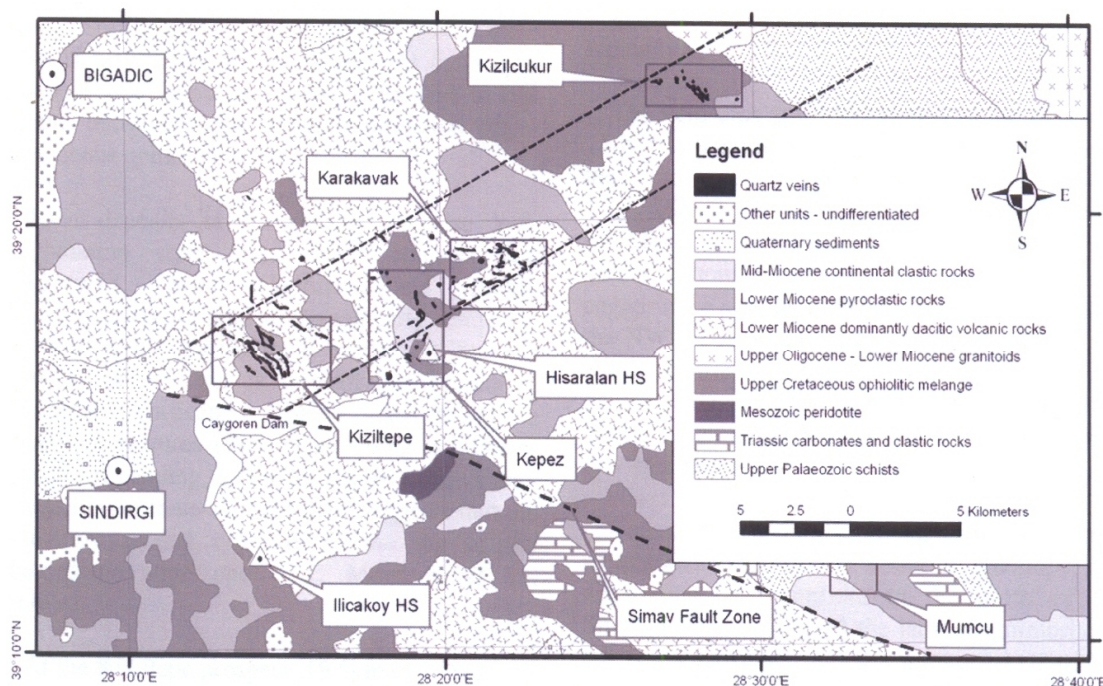 BIGADIC
Kizilcukur
Karakavak
Hisaralan HS
Caygoren Dam
Kiziltepe
Kepez
SINDIRGI
Ilicakoy HS
Simav Fault Zone
Mumcu
Legend
N
W
E
S
Quartz veins
Other units - undifferentiated
Quaternary sediments
Mid-Miocene continental clastic rocks
Lower Miocene pyroclastic rocks
Lower Miocene dominantly dacitic volcanic rocks
Upper Oligocene - Lower Miocene granitoids
Upper Cretaceous ophiolitic melange
Mesozoic peridotite
Triassic carbonates and clastic rocks
Upper Palaeozoic schists
5 2.5 0 5 Kilometers
39°20'0"N
39°10'0"N
28°10'0"E
28°20'0"E
28°30'0"E
28°40'0"E